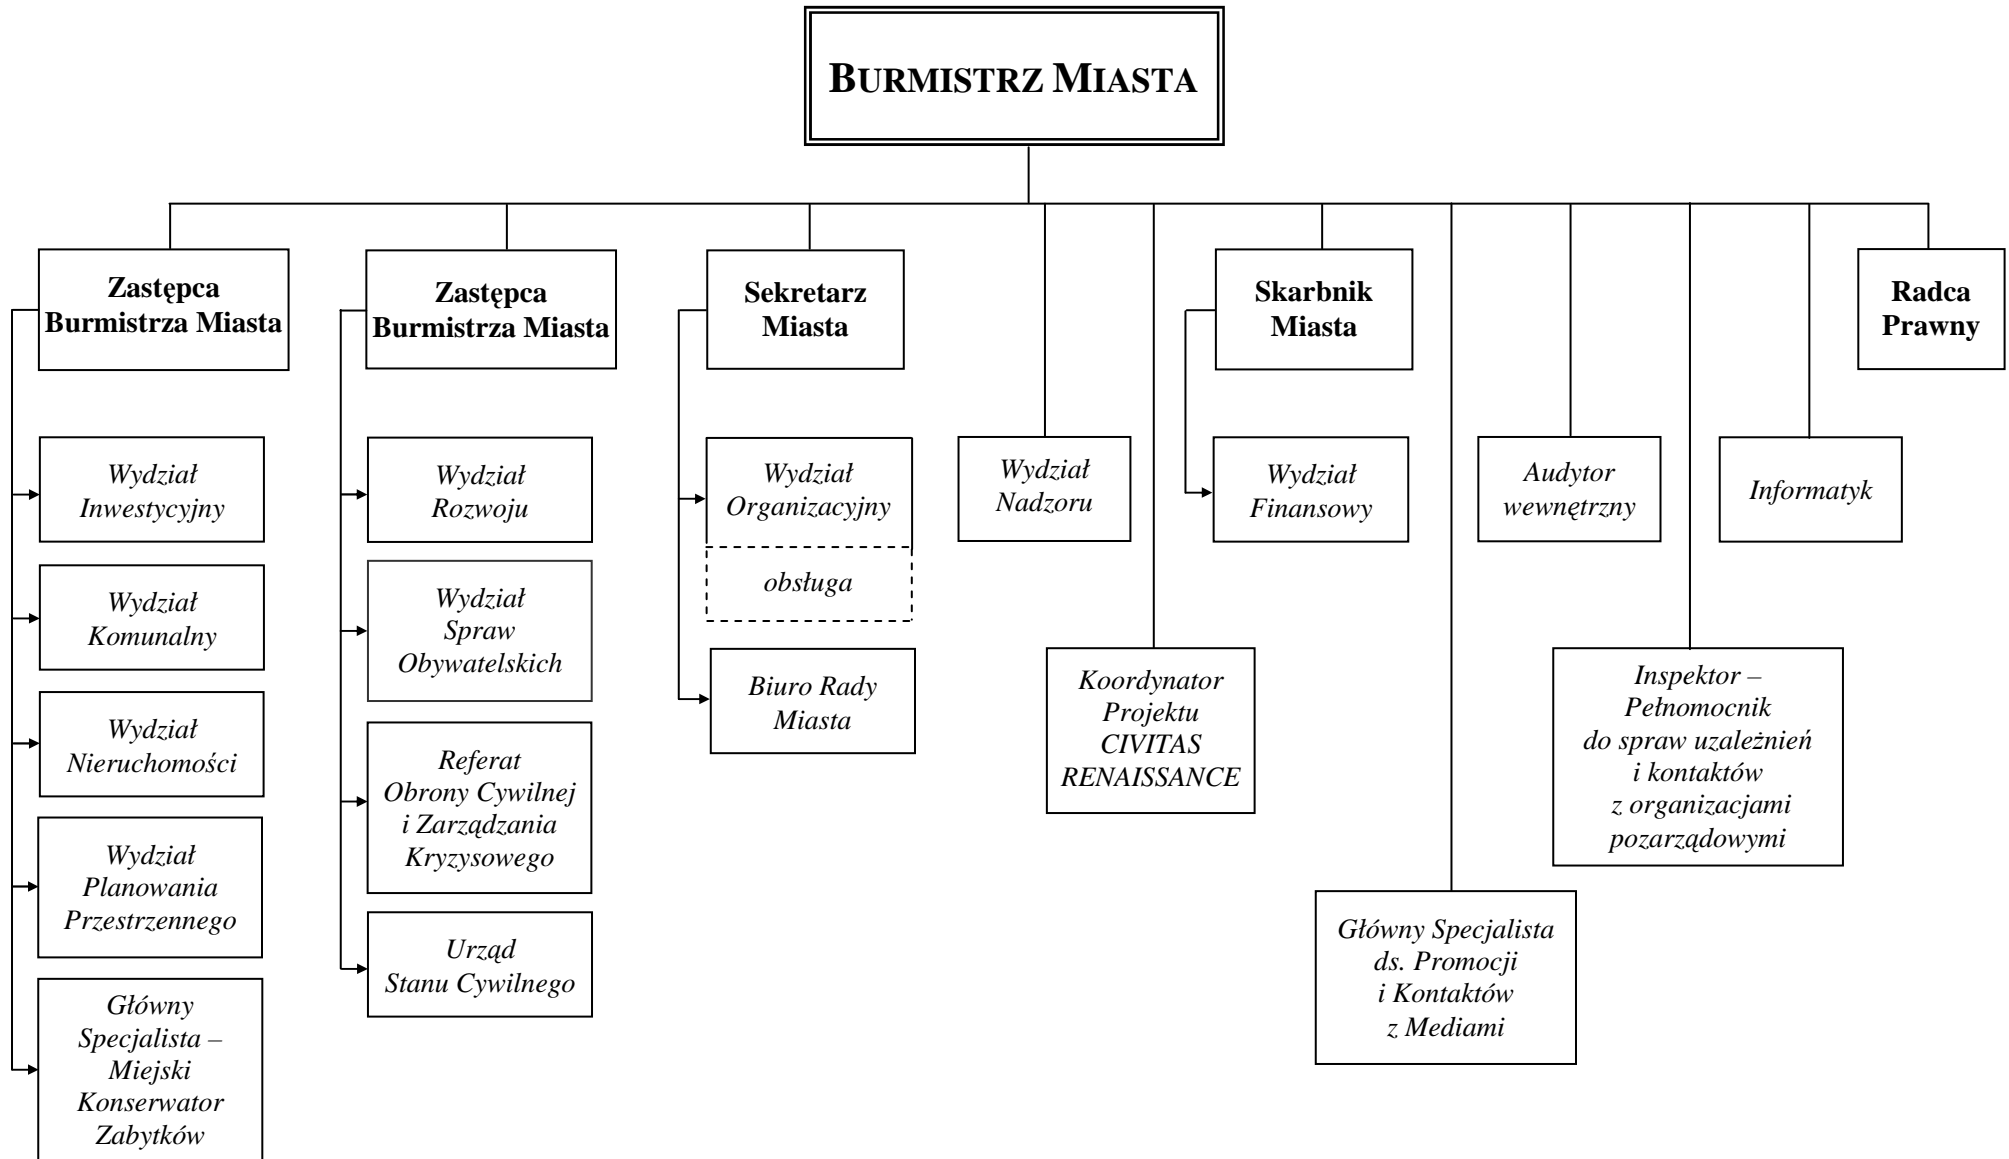 BURMISTRZ MIASTA
Zastępca
Burmistrza Miasta
Zastępca
Burmistrza Miasta
Sekretarz
Miasta
Skarbnik
Miasta
Radca
Prawny
Wydział
Inwestycyjny
Wydział
Komunalny
Wydział
Nieruchomości
Wydział
Planowania
Przestrzennego
Główny
Specjalista –
Miejski
Konserwator
Zabytków
Wydział
Rozwoju
Wydział
Spraw
Obywatelskich
Referat
Obrony Cywilnej
i Zarządzania
Kryzysowego
Urząd
Stanu Cywilnego
Wydział
Organizacyjny
obsługa
Biuro Rady
Miasta
Wydział
Nadzoru
Koordynator
Projektu
CIVITAS
RENAISSANCE
Wydział
Finansowy
Główny Specjalista
ds. Promocji
i Kontaktów
z Mediami
Audytor
wewnętrzny
Inspektor –
Pełnomocnik
do spraw uzależnień
i kontaktów
z organizacjami
pozarządowymi
Informatyk